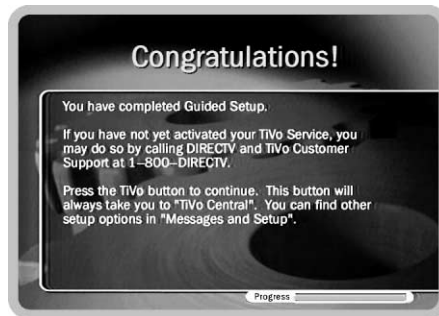 Congratulations!
You have completed Guided Setup.
If you have not yet activated your TiVo Service, you
may do so by calling DIRECTV and TiVo Customer
Support at 1–800–DIRECTV.
Press the TiVo button to continue. This button will
always take you to "TiVo Central". You can find other
setup options in "Messages and Setup".
Progress